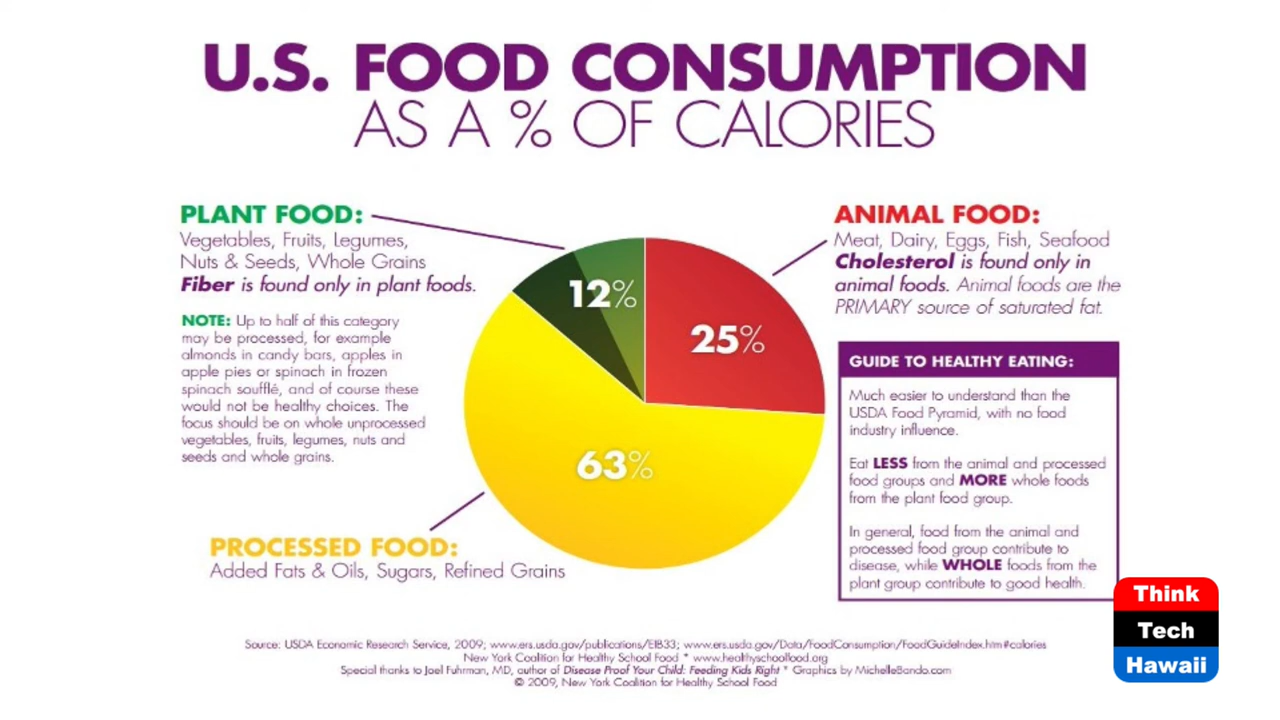 U.S. FOOD CONSUMPTION
AS A % OF CALORIES
PLANT FOOD:
Vegetables, Fruits, Legumes,
Nuts & Seeds, Whole Grains
Fiber is found only in plant foods.
NOTE: Up to half of this category
may be processed, for example
almonds in candy bars, apples in
apple pies or spinach in frozen
spinach soufflé, and of course these
would not be healthy choices. The
focus should be on whole unprocessed
vegetables, fruits, legumes, nuts and
seeds and whole grains.
12%
25%
63%
ANIMAL FOOD:
Meat, Dairy, Eggs, Fish, Seafood
Cholesterol is found only in
animal foods. Animal foods are the
PRIMARY source of saturated fat.
GUIDE TO HEALTHY EATING:
Much easier to understand than the
USDA Food Pyramid, with no food
industry influence.
Eat LESS from the animal and processed
food groups and MORE whole foods
from the plant food group.
In general, food from the animal and
processed food group contribute to
disease, while WHOLE foods from the
plant group contribute to good health.
PROCESSED FOOD:
Added Fats & Oils, Sugars, Refined Grains
Think
Tech
Hawaii
Source: USDA Economic Research Service, 2009; www.ers.usda.gov/publications/EIB33; www.ers.usda.gov/Data/FoodConsumption/FoodGuideIndex.htm#calories
New York Coalition for Healthy School Food * www.healthyschoolfood.org
Special thanks to Joel Fuhrman, MD, author of Disease Proof Your Child: Feeding Kids Right * Graphics by MichelleBando.com
© 2009, New York Coalition for Healthy School Food